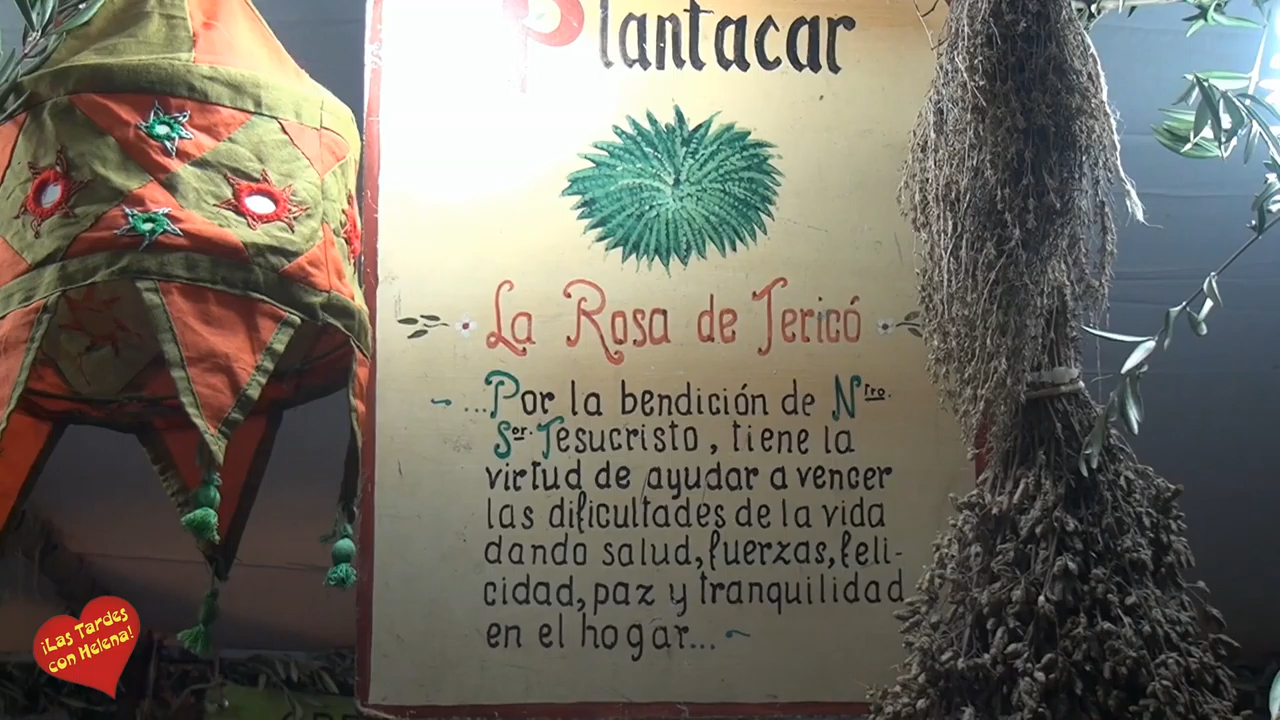 Plantacar
La Rosa de Jericó
...Por la bendición de Ntro.
Sor. Jesucristo, tiene la
virtud de ayudar a vencer
las dificultades de la vida
dando salud, fuerzas, feli-
cidad, paz y tranquilidad
en el hogar...
¡Las Tardes
con Helena!